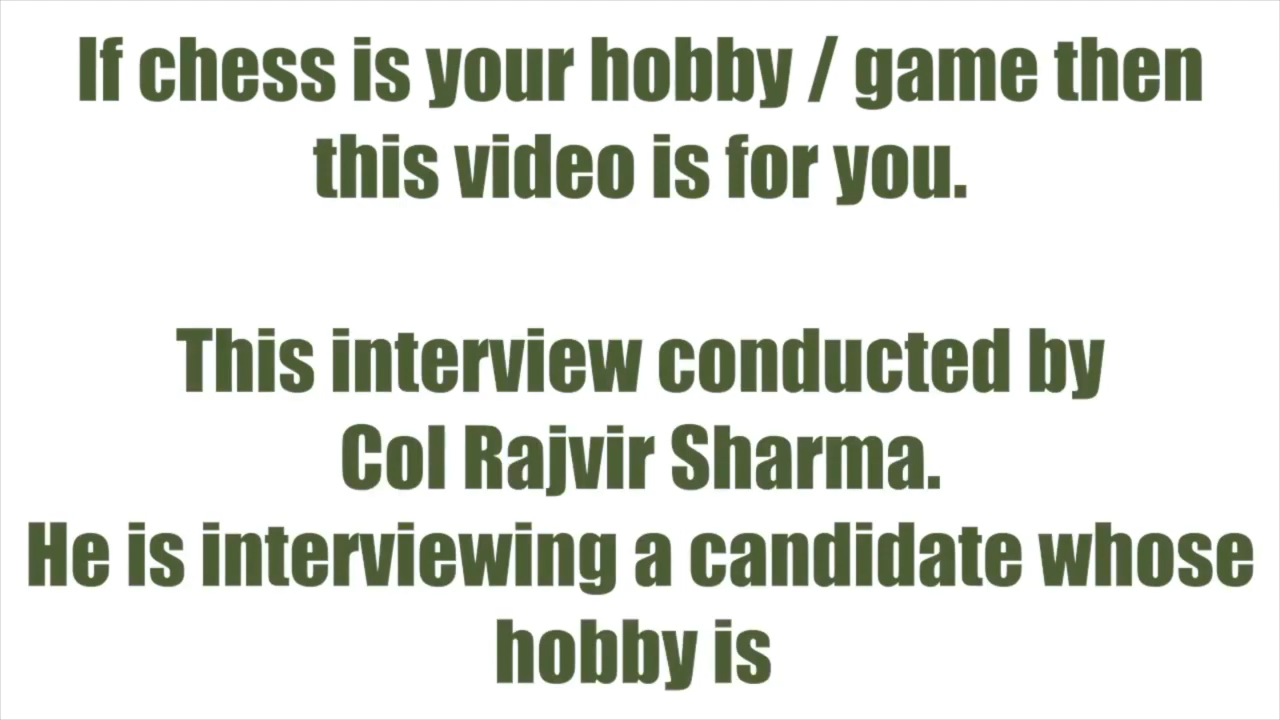 If chess is your hobby / game then
this video is for you.
This interview conducted by
Col Rajvir Sharma.
He is interviewing a candidate whose
hobby is